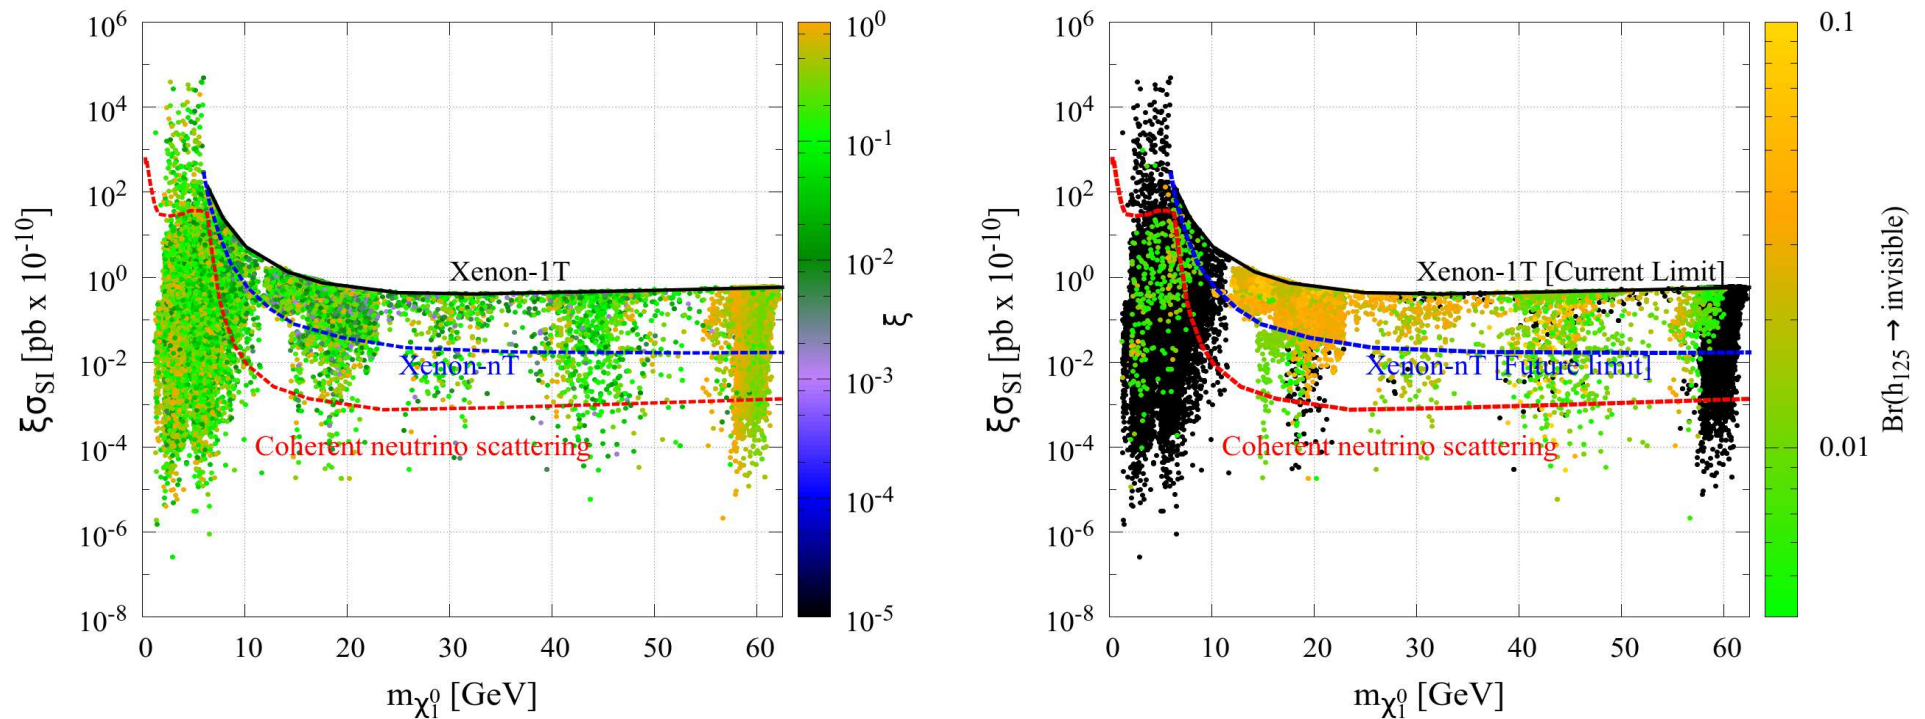 10^6
10^4
10^2
10^0
10^-2
10^-4
10^-6
10^-8
ξσ_SI [pb x 10^-10]
0 10 20 30 40 50 60
m_χ_1^0 [GeV]
Xenon-1T
Xenon-nT
Coherent neutrino scattering
10^0
10^-1
10^-2
10^-3
10^-4
10^-5
ξ
10^6
10^4
10^2
10^0
10^-2
10^-4
10^-6
10^-8
ξσ_SI [pb x 10^-10]
0 10 20 30 40 50 60
m_χ_1^0 [GeV]
Xenon-1T [Current Limit]
Xenon-nT [Future limit]
Coherent neutrino scattering
0.1
0.01
Br(h_125 → invisible)